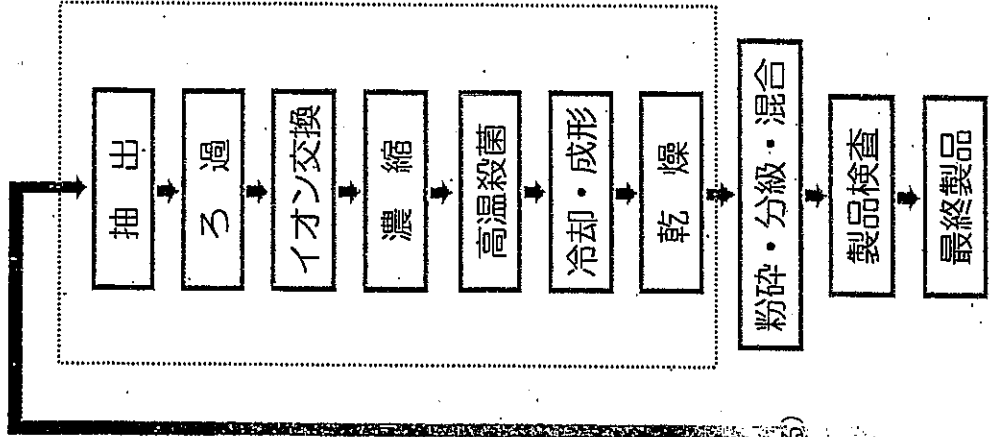 抽出
ろ過
イオン交換
濃縮
高温殺菌
冷却・成形
乾燥
粉砕・分級・混合
製品検査
最終製品